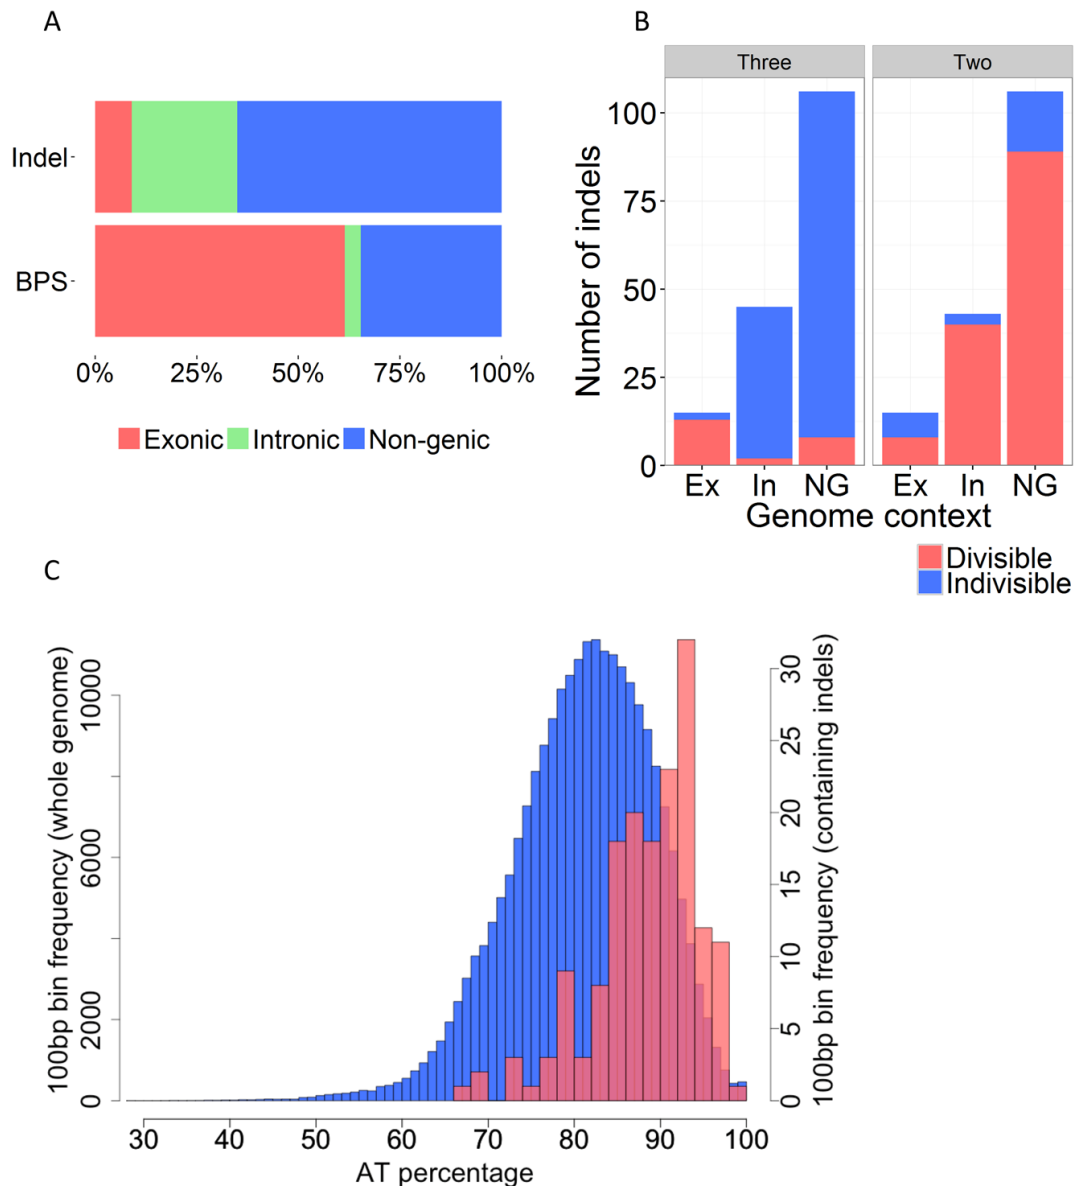 A
Indel
BPS
0% 25% 50% 75% 100%
Exonic Intronic Non-genic
B
Three Two
Number of indels
100
75
50
25
0
Ex In NG Ex In NG
Genome context
Divisible
Indivisible
C
100bp bin frequency (whole genome)
10000
6000
2000
0
30
25
20
15
10
5
0
100bp bin frequency (containing indels)
30 40 50 60 70 80 90 100
AT percentage